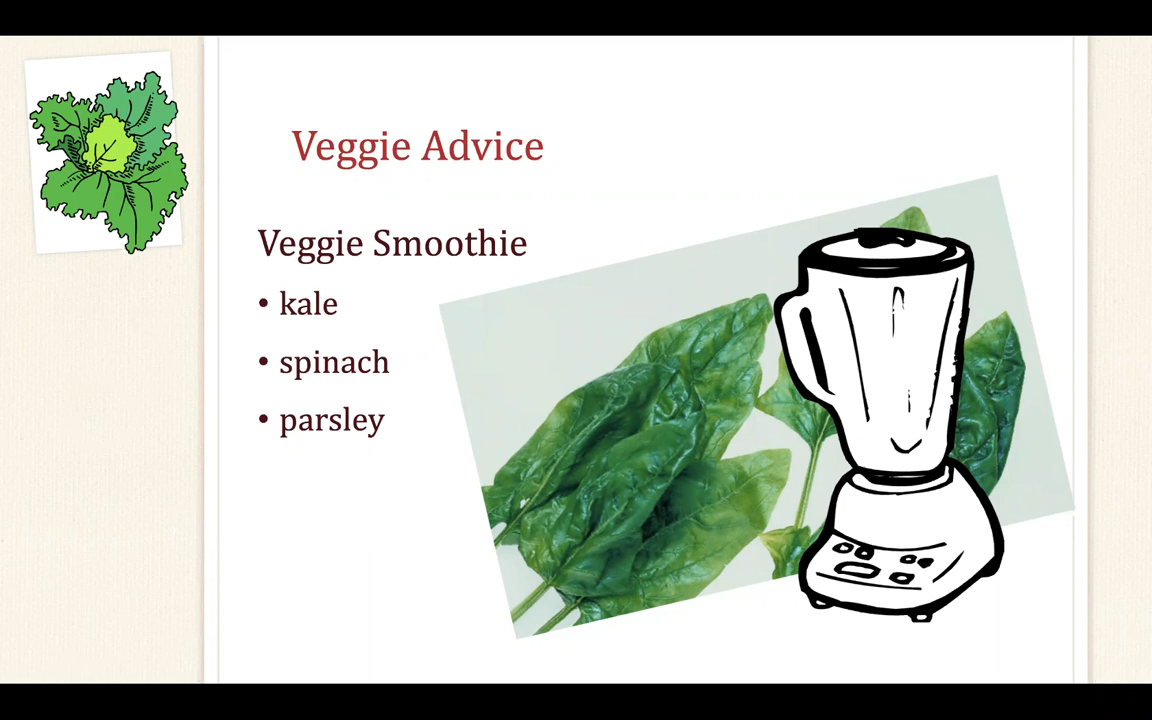 Veggie Advice
Veggie Smoothie
• kale
• spinach
• parsley